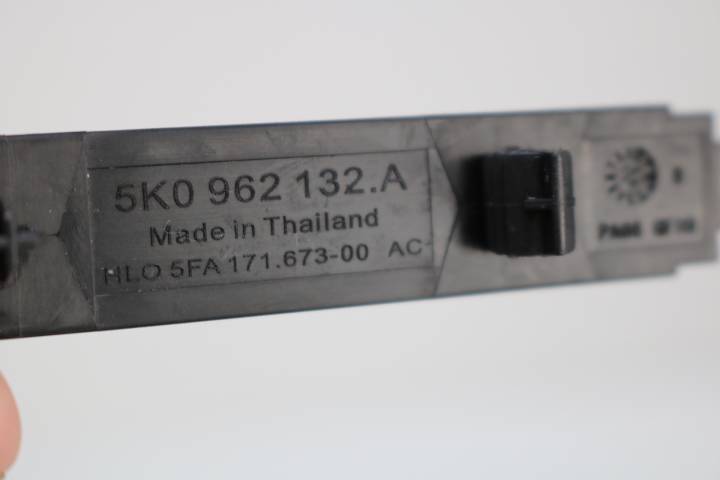 5K0 962 132.A
Made in Thailand
HLO 5FA 171.673-00 AC